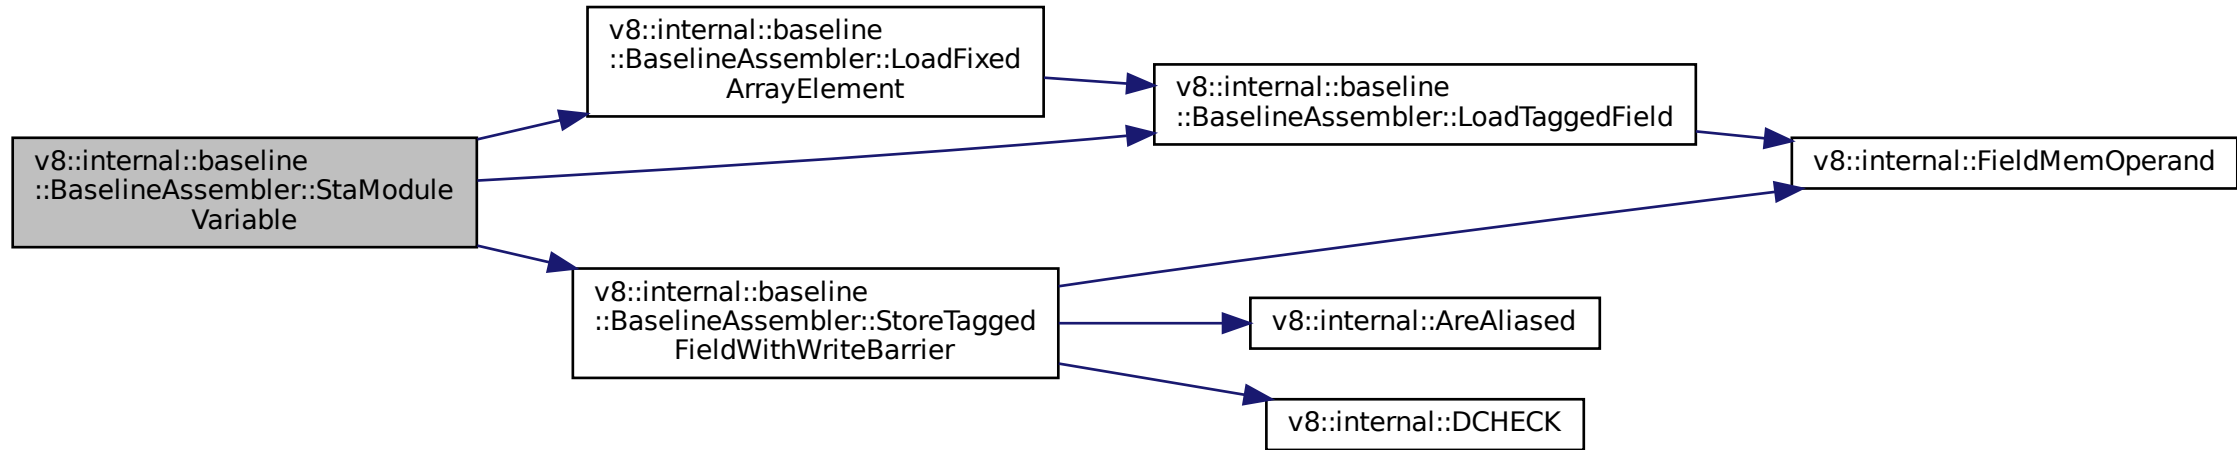 v8::internal::baseline
::BaselineAssembler::StaModule
Variable
v8::internal::baseline
::BaselineAssembler::LoadFixed
ArrayElement
v8::internal::baseline
::BaselineAssembler::LoadTaggedField
v8::internal::FieldMemOperand
v8::internal::baseline
::BaselineAssembler::StoreTagged
FieldWithWriteBarrier
v8::internal::AreAliased
v8::internal::DCHECK